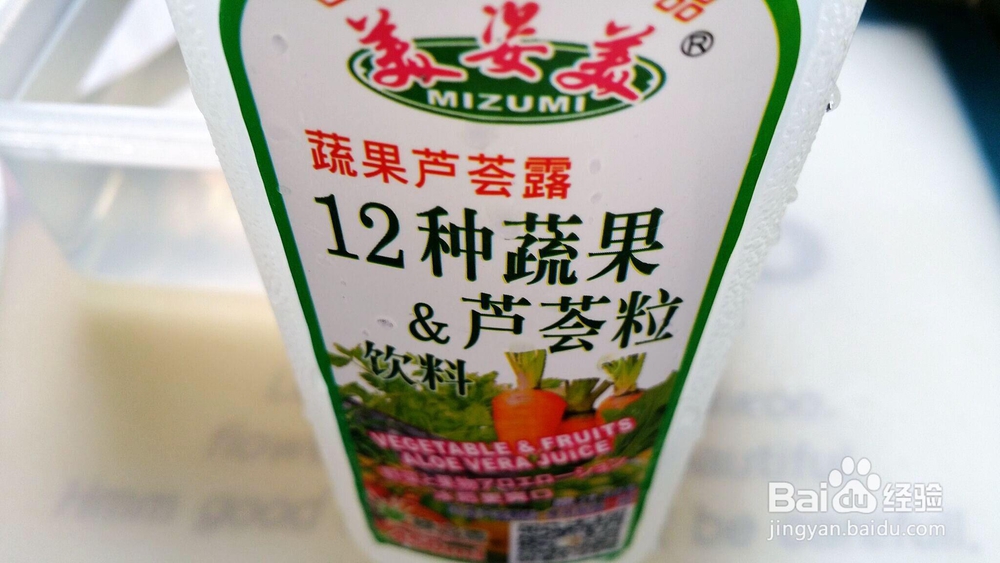 品
美姿美®
MIZUMI
蔬果芦荟露
12种蔬果
&芦荟粒
饮料
VEGETABLE & FRUITS
ALOE VERA JUICE
Baidu经验
jingyan.baidu.com